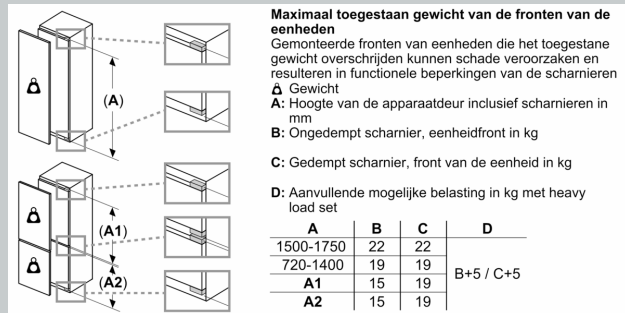 Maximaal toegestaan gewicht van de fronten van de
eenheden
Gemonteerde fronten van eenheden die het toegestane
gewicht overschrijden kunnen schade veroorzaken en
resulteren in functionele beperkingen van de scharnieren
Gewicht
A: Hoogte van de apparaatdeur inclusief scharnieren in
mm
B: Ongedempt scharnier, eenheidfront in kg
C: Gedempt scharnier, front van de eenheid in kg
D: Aanvullende mogelijke belasting in kg met heavy
load set
A B C D
1500-1750 22 22
720-1400 19 19
B+5 / C+5
A1 15 19
A2 15 19
(A)
(A1)
(A2)